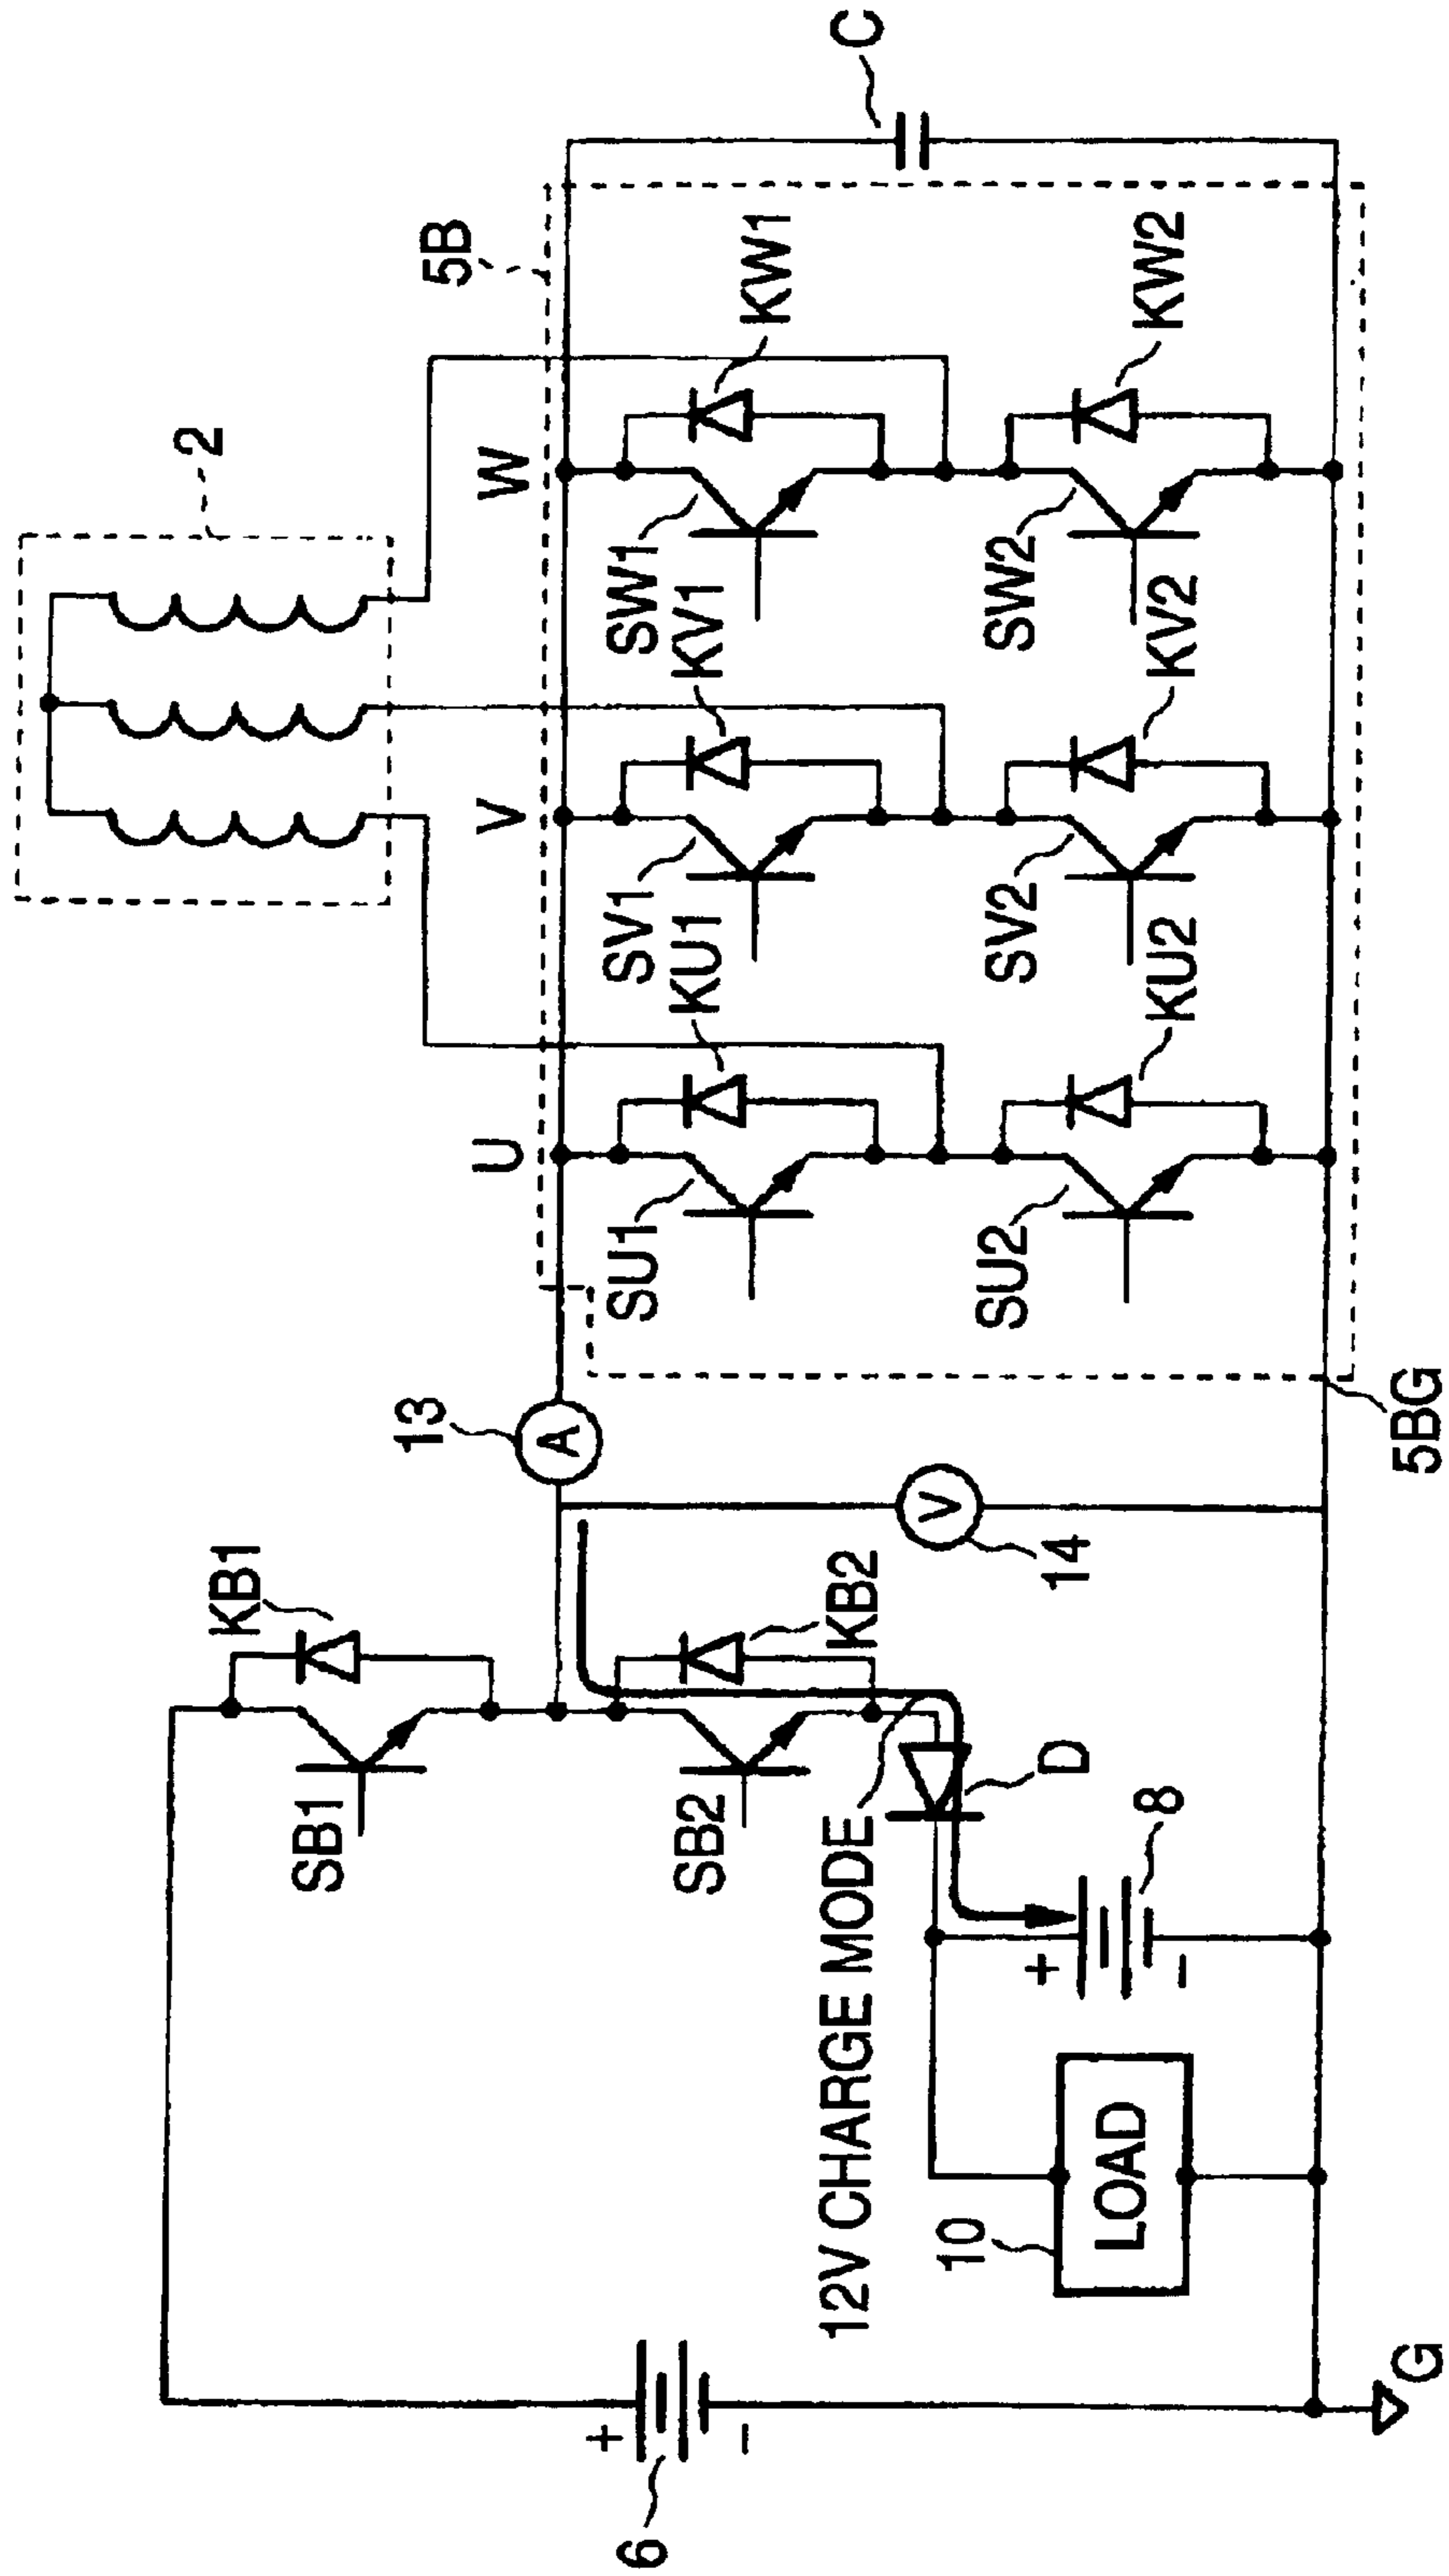 2
5B
C
U
V
W
KB1
SB1
13
A
SU1
KU1
SV1
KV1
SW1
KW1
KB2
SB2
V
14
SU2
KU2
SV2
KV2
SW2
KW2
12V CHARGE MODE
D
6
+
-
10
LOAD
8
+
-
5BG
G